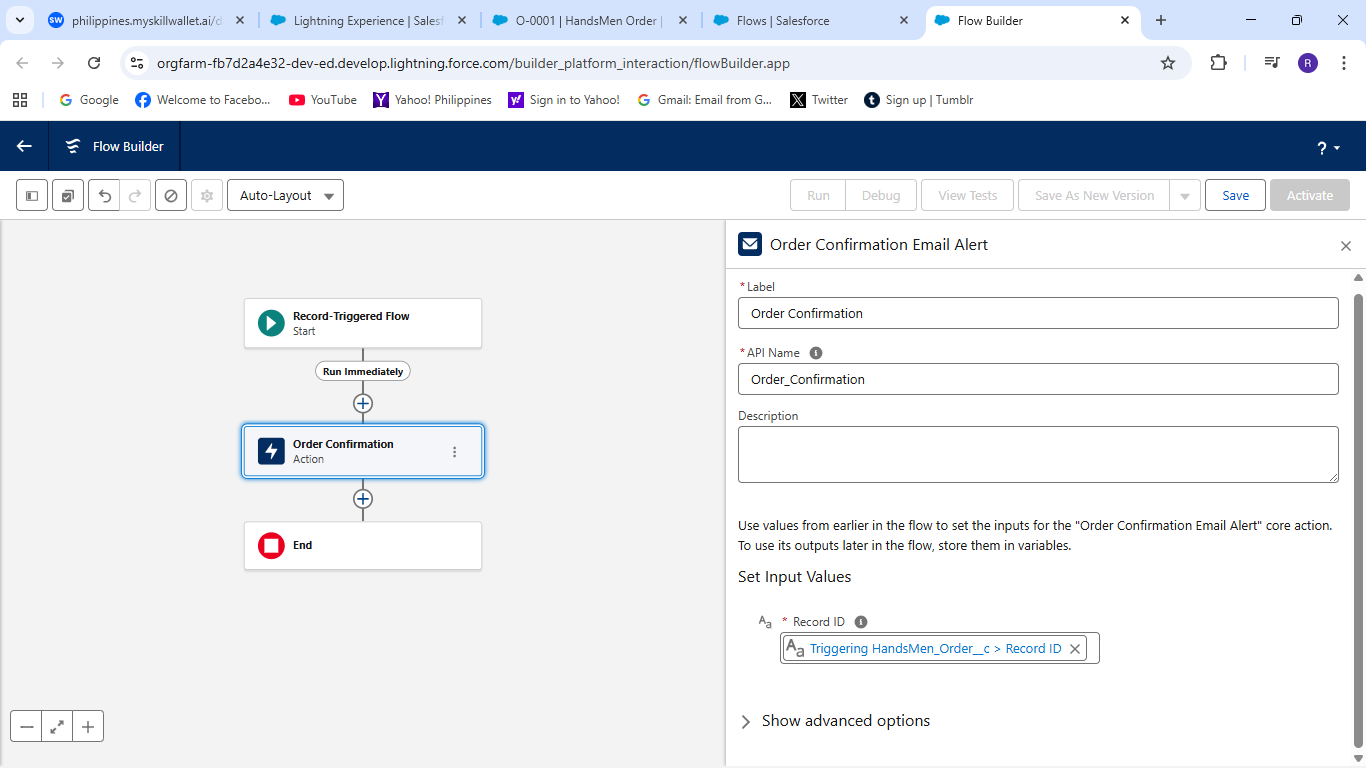 philippines.myskillwallet.ai/d
Lightning Experience | Salesf
O-0001 | HandsMen Order |
Flows | Salesforce
Flow Builder
orgfarm-fb7d2a4e32-dev-ed.develop.lightning.force.com/builder_platform_interaction/flowBuilder.app
R
Google
Welcome to Facebo...
YouTube
Yahoo! Philippines
Sign in to Yahoo!
Gmail: Email from G...
Twitter
Sign up | Tumblr
Flow Builder
?
Auto-Layout
Run
Debug
View Tests
Save As New Version
Save
Activate
Record-Triggered Flow
Start
Run Immediately
Order Confirmation
Action
End
Order Confirmation Email Alert
*Label
Order Confirmation
*API Name
Order_Confirmation
Description
Use values from earlier in the flow to set the inputs for the "Order Confirmation Email Alert" core action.
To use its outputs later in the flow, store them in variables.
Set Input Values
Aa * Record ID
Aa Triggering HandsMen_Order__c > Record ID
Show advanced options